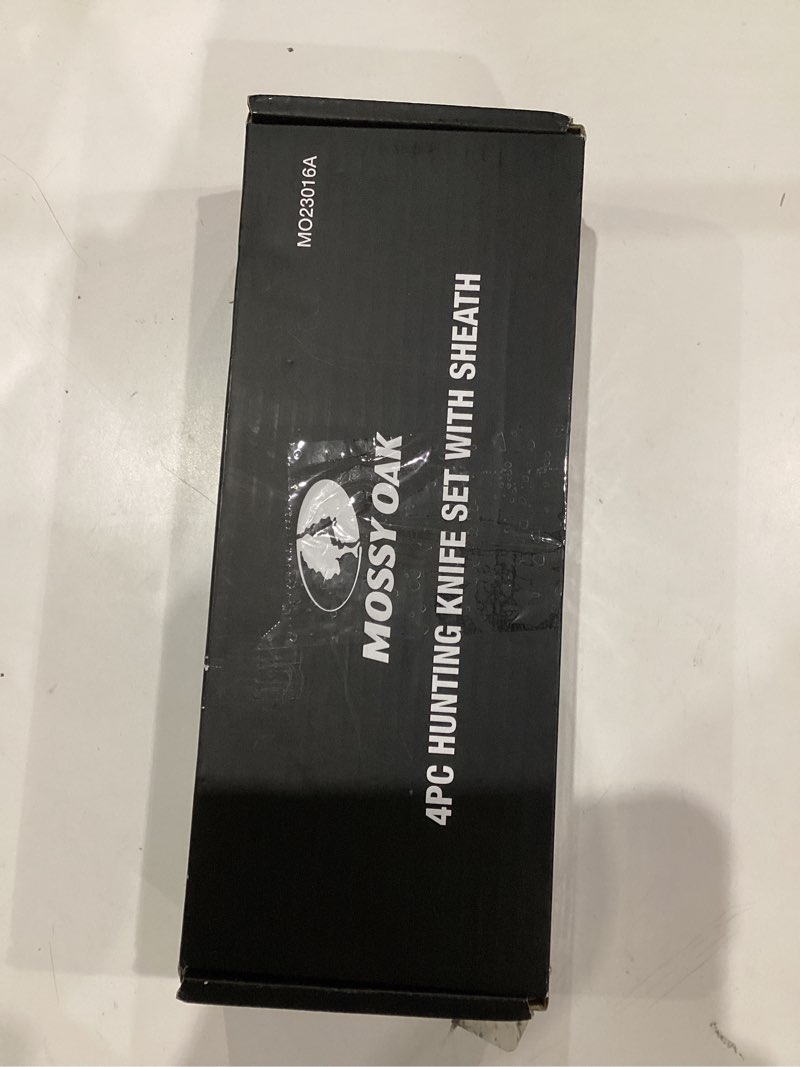 MO23016A
MOSSY OAK
4PC HUNTING KNIFE SET WITH SHEATH